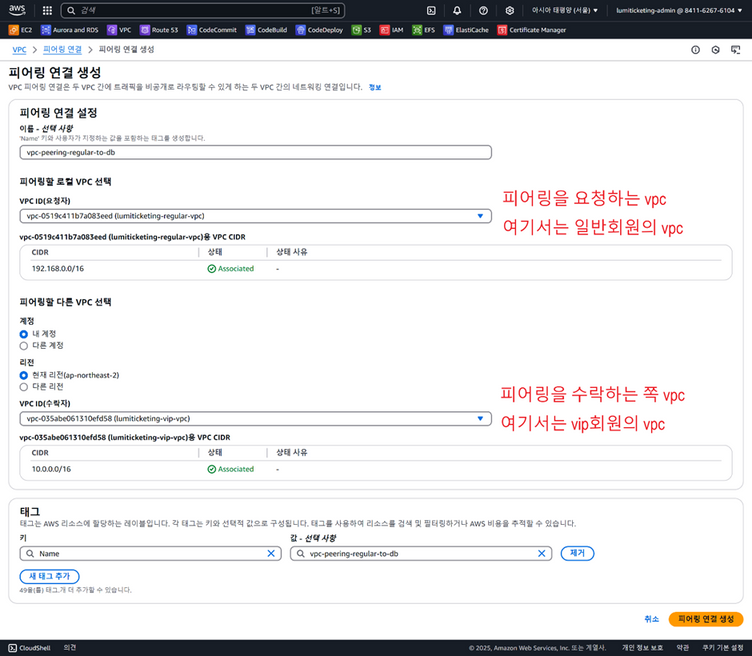 aws
검색
[알트+S]
아시아 태평양 (서울)
lumiticketing-admin @ 8411-6267-6104
EC2
Aurora and RDS
VPC
Route 53
CodeCommit
CodeBuild
CodeDeploy
S3
IAM
EFS
ElastiCache
Certificate Manager
VPC > 피어링 연결 > 피어링 연결 생성
피어링 연결 생성
VPC 피어링 연결은 두 VPC 간에 트래픽을 비공개로 라우팅할 수 있게 하는 두 VPC 간의 네트워킹 연결입니다. 정보
피어링 연결 설정
이름 - 선택 사항
'Name' 키와 사용자가 지정하는 값을 포함하는 태그를 생성합니다.
vpc-peering-regular-to-db
피어링할 로컬 VPC 선택
VPC ID(요청자)
vpc-0519c411b7a083eed (lumiticketing-regular-vpc)
피어링을 요청하는 vpc
여기서는 일반회원의 vpc
vpc-0519c411b7a083eed (lumiticketing-regular-vpc)용 VPC CIDR
CIDR 상태 상태 사유
192.168.0.0/16 Associated -
피어링할 다른 VPC 선택
계정
내 계정
다른 계정
리전
현재 리전(ap-northeast-2)
다른 리전
VPC ID(수락자)
vpc-035abe061310efd58 (lumiticketing-vip-vpc)
피어링을 수락하는 쪽 vpc
여기서는 vip회원의 vpc
vpc-035abe061310efd58 (lumiticketing-vip-vpc)용 VPC CIDR
CIDR 상태 상태 사유
10.0.0.0/16 Associated -
태그
태그는 AWS 리소스에 할당하는 레이블입니다. 각 태그는 키와 선택적 값으로 구성됩니다. 태그를 사용하여 리소스를 검색 및 필터링하거나 AWS 비용을 추적할 수 있습니다.
키 값 - 선택 사항
Name vpc-peering-regular-to-db 제거
새 태그 추가
49을(를) 태그.개 더 추가할 수 있습니다.
취소 피어링 연결 생성
CloudShell 의견 © 2025, Amazon Web Services, Inc. 또는 계열사. 개인 정보 보호 약관 쿠키 기본 설정